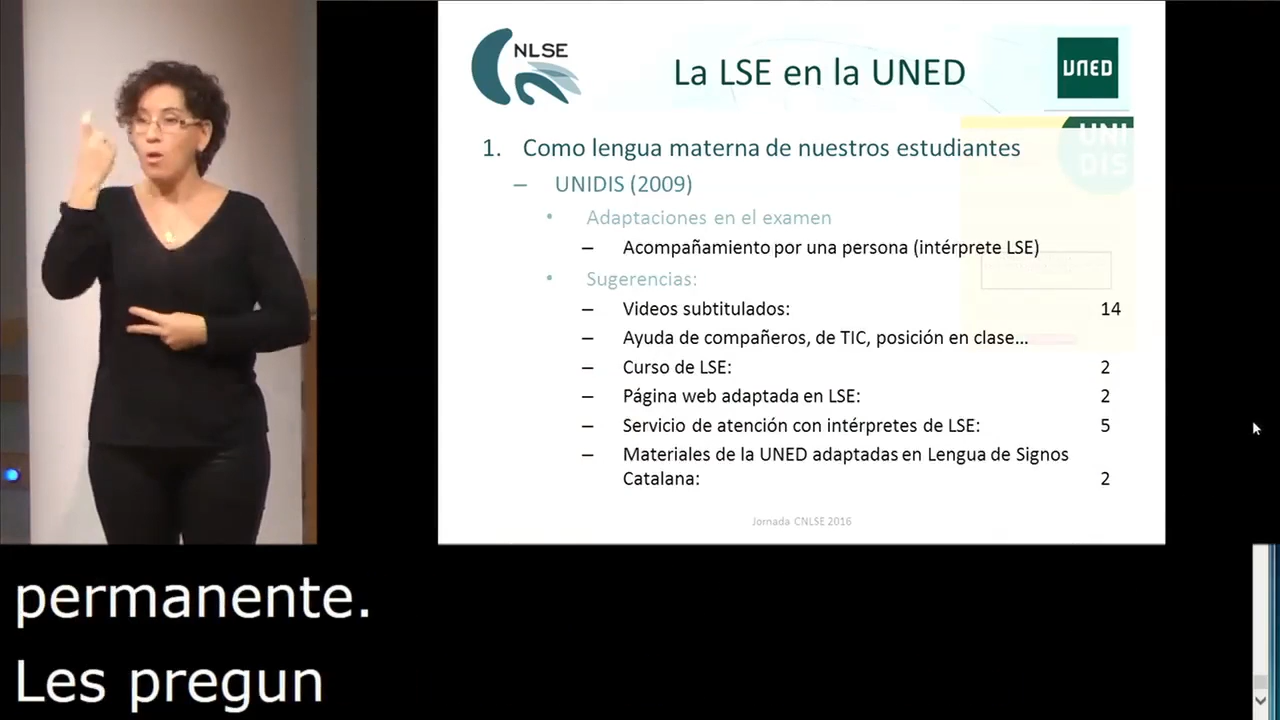 CNLSE
La LSE en la UNED
UNED
UNI
DIS
1. Como lengua materna de nuestros estudiantes
– UNIDIS (2009)
• Adaptaciones en el examen
– Acompañamiento por una persona (intérprete LSE)
• Sugerencias:
– Videos subtitulados: 14
– Ayuda de compañeros, de TIC, posición en clase...
– Curso de LSE: 2
– Página web adaptada en LSE: 2
– Servicio de atención con intérpretes de LSE: 5
– Materiales de la UNED adaptadas en Lengua de Signos
Catalana: 2
Jornada CNLSE 2016
permanente.
Les pregun